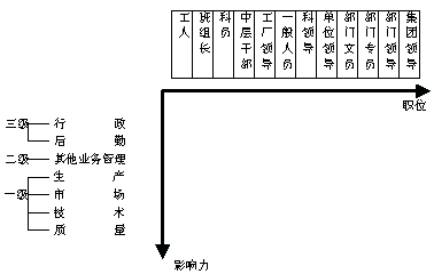 工人
班组长
科员
中层干部
工厂领导
一般人员
科领导
单位领导
部门文员
部门专员
部门领导
集团领导
职位
三级 行政
后勤
二级 其他业务管理
生产
一级 市场
技术
质量
影响力